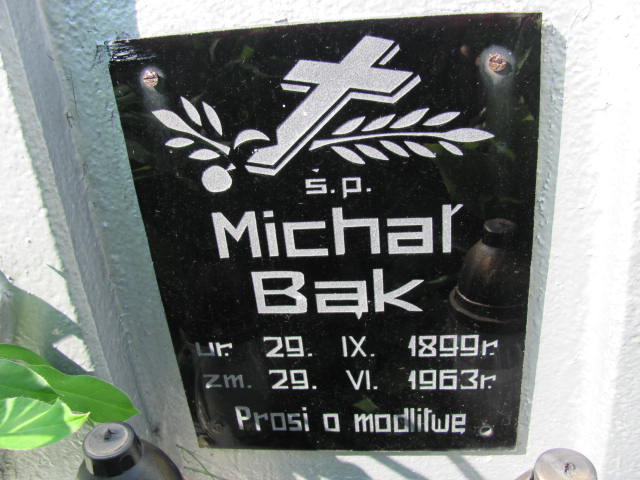 ś.p.
Michał
Bąk
ur. 29. IX. 1899r.
zm. 29. VI. 1963r.
Prosi o modlitwę